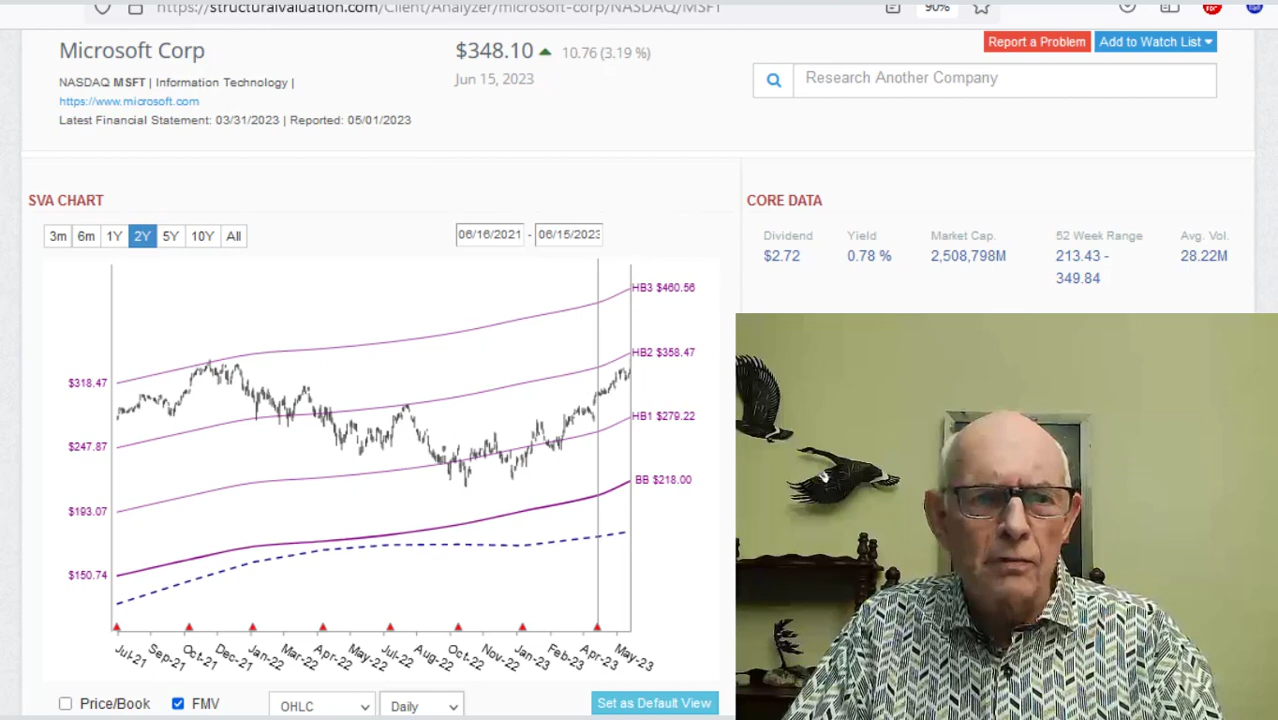 https://structuralvaluation.com/Client/Analyzer/microsoft-corp/NASDAQ/MSFT
90%
Microsoft Corp
$348.10 10.76 (3.19 %)
Jun 15, 2023
Report a Problem
Add to Watch List
NASDAQ MSFT | Information Technology |
https://www.microsoft.com
Latest Financial Statement: 03/31/2023 | Reported: 05/01/2023
Research Another Company
SVA CHART
3m 6m 1Y 2Y 5Y 10Y All
06/16/2021 - 06/15/2023
CORE DATA
Dividend Yield Market Cap. 52 Week Range Avg. Vol.
$2.72 0.78 % 2,508,798M 213.43 - 28.22M
349.84
HB3 $460.56
HB2 $358.47
HB1 $279.22
BB $218.00
$318.47
$247.87
$193.07
$150.74
Jul-21 Sep-21 Oct-21 Dec-21 Jan-22 Mar-22 Apr-22 May-22 Jul-22 Aug-22 Oct-22 Nov-22 Jan-23 Feb-23 Apr-23 May-23
Price/Book FMV OHLC Daily Set as Default View